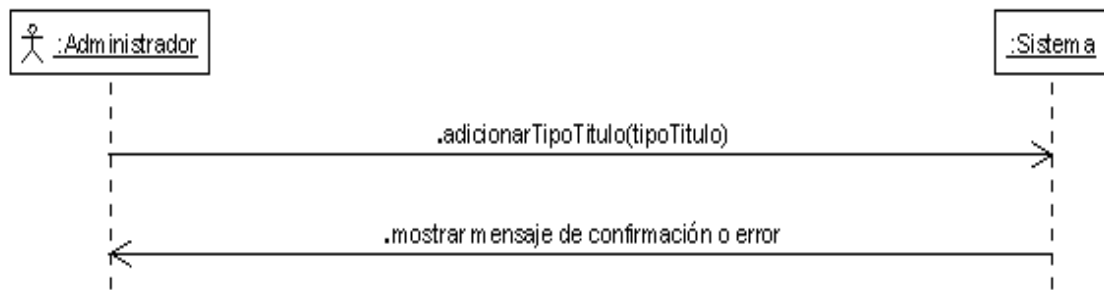 :Administrador
:Sistema
.adicionarTipoTitulo(tipoTitulo)
.mostrar mensaje de confirmación o error